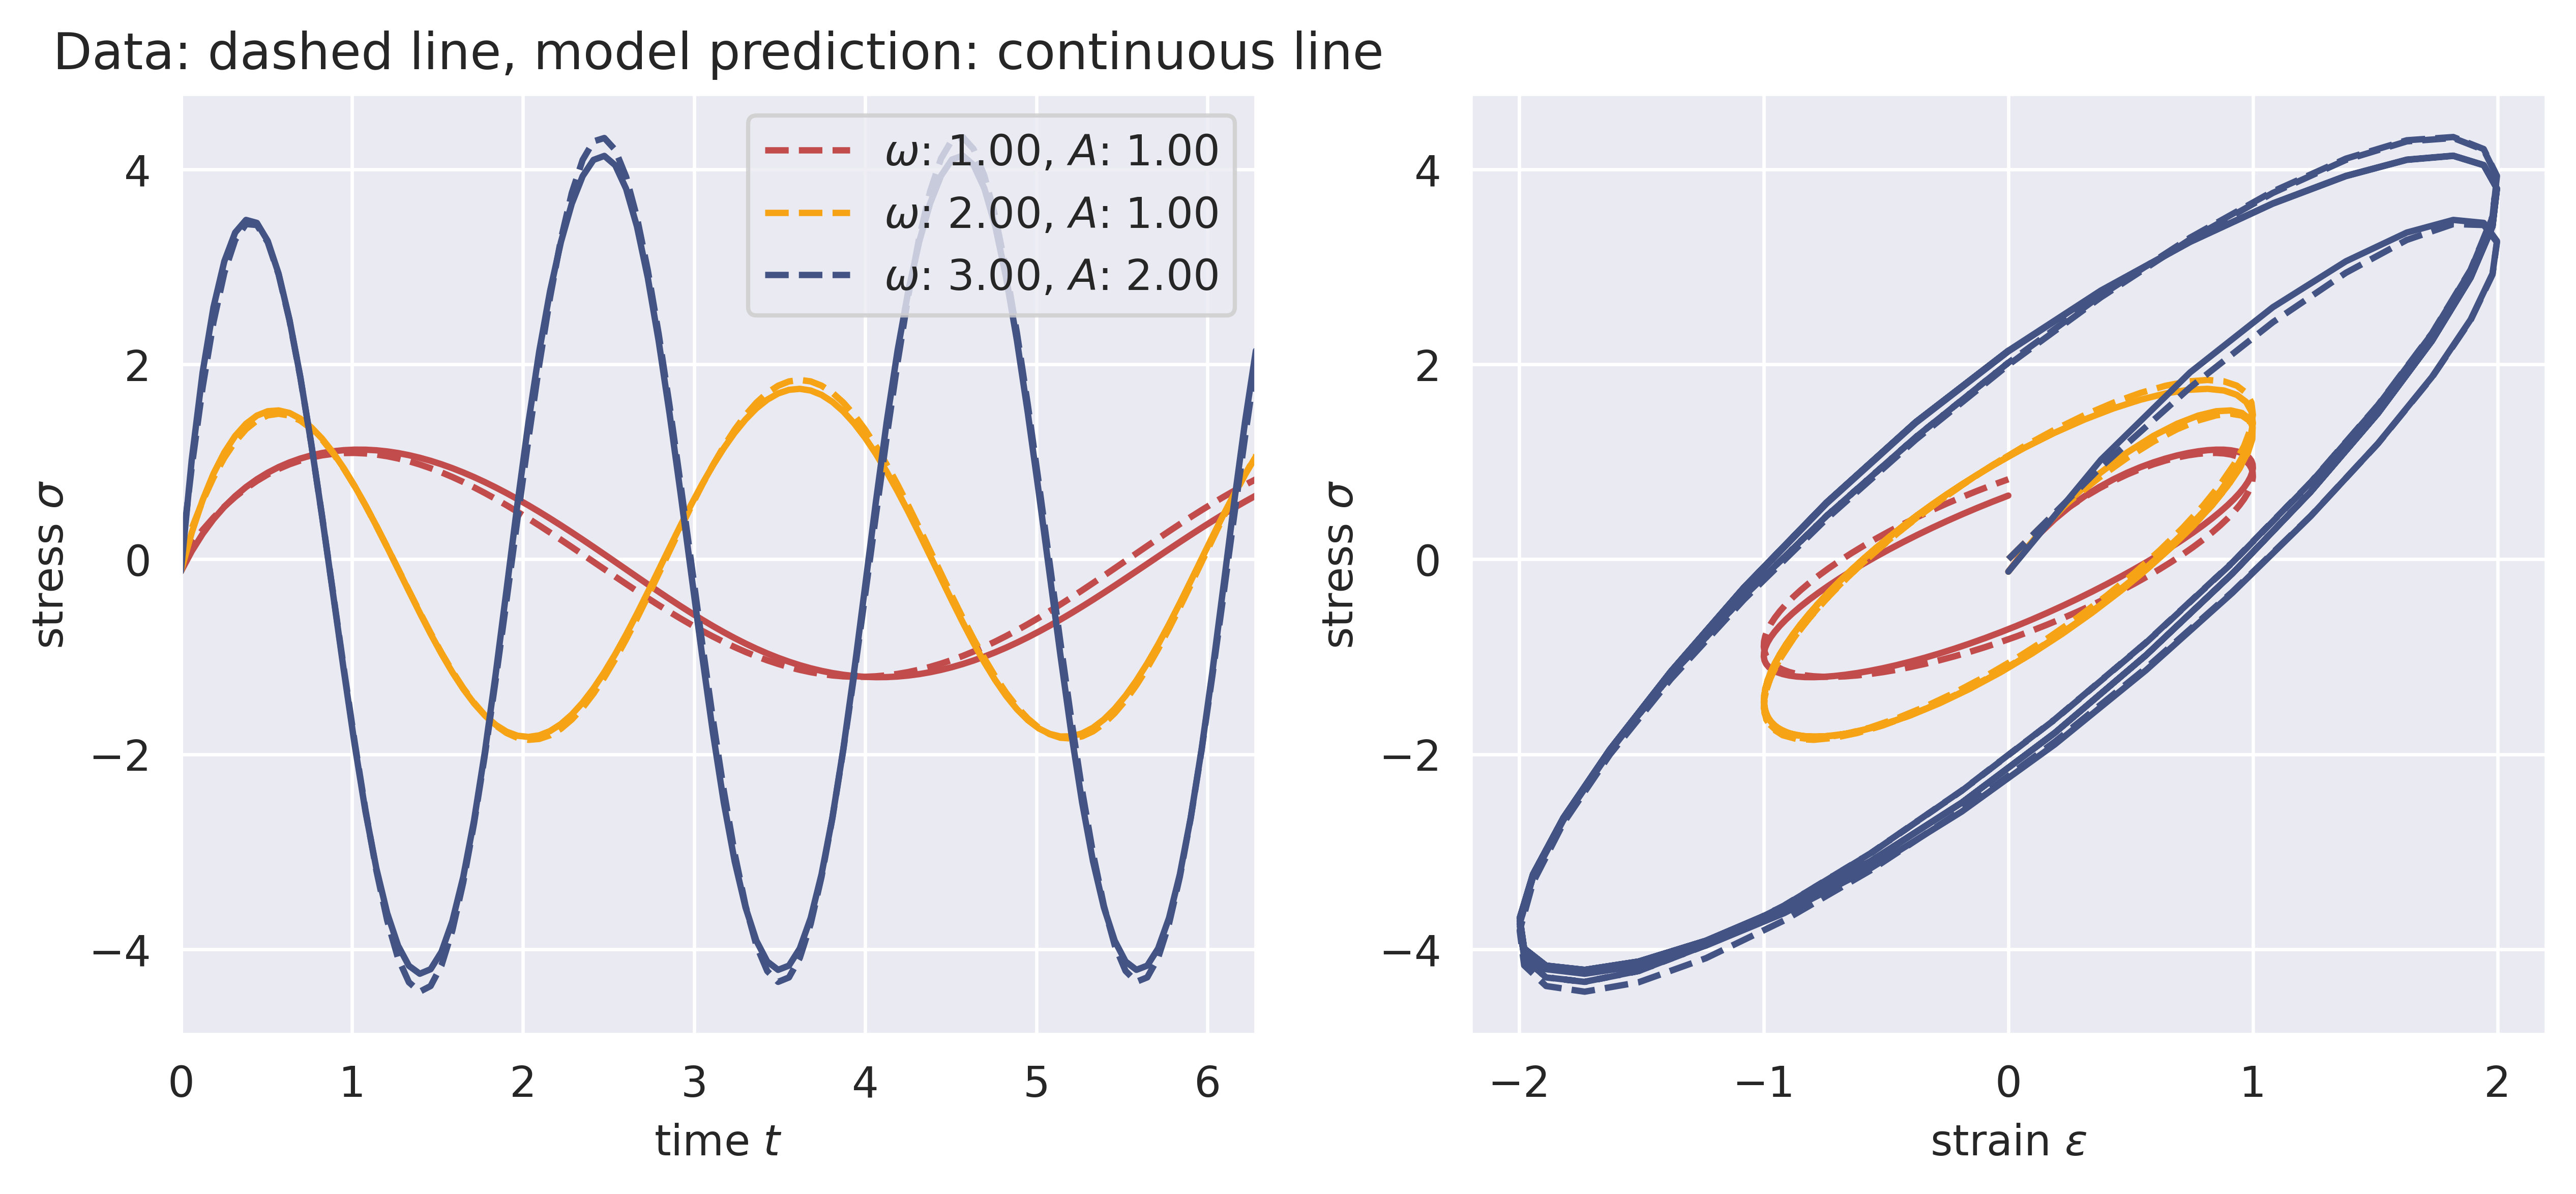 Data: dashed line, model prediction: continuous line
ω: 1.00, A: 1.00
ω: 2.00, A: 1.00
ω: 3.00, A: 2.00
4
2
0
−2
−4
stress σ
0 1 2 3 4 5 6
time t
4
2
0
−2
−4
stress σ
−2 −1 0 1 2
strain ε